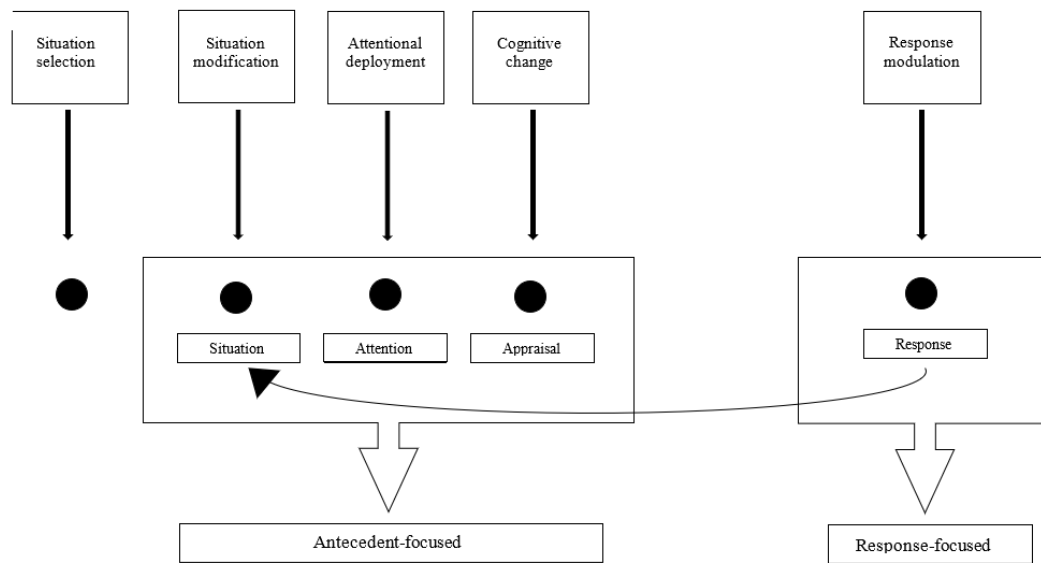 Situation
selection
Situation
modification
Attentional
deployment
Cognitive
change
Response
modulation
Situation
Attention
Appraisal
Response
Antecedent-focused
Response-focused